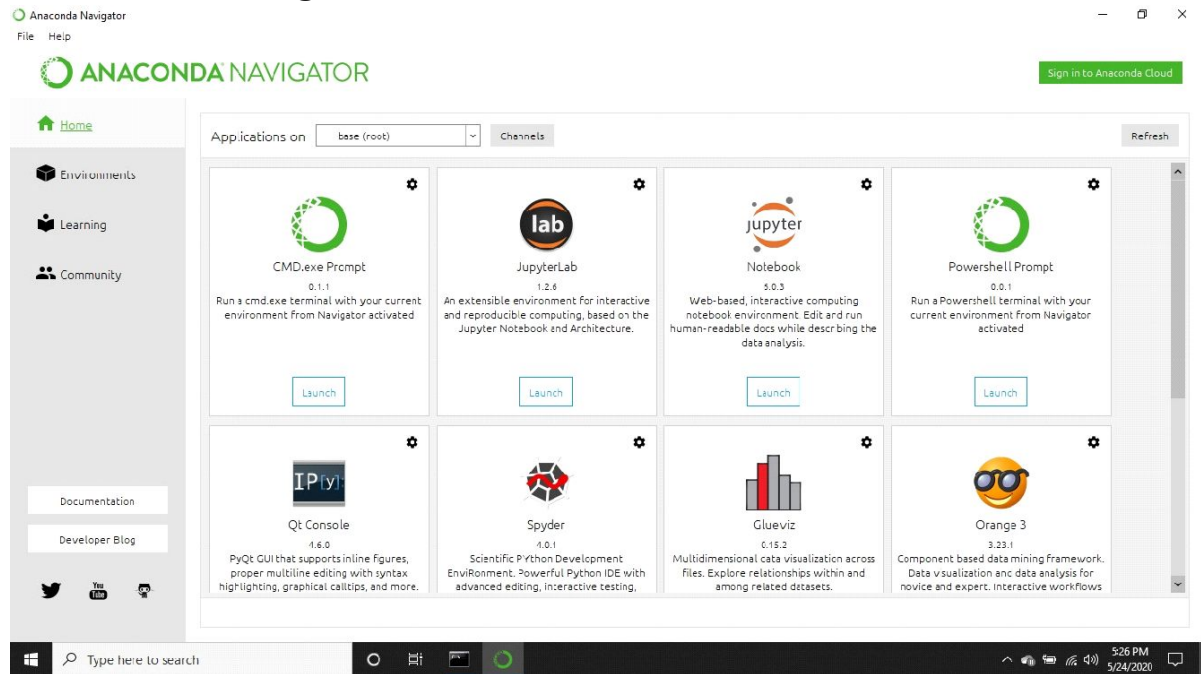 Anaconda Navigator
File Help
ANACONDA NAVIGATOR
Sign in to Anaconda Cloud
Home
Environments
Learning
Community
Documentation
Developer Blog
You
Tube
Applications on
base (root)
Channels
Refresh
CMD.exe Prompt
0.1.1
Run a cmd.exe terminal with your current
environment from Navigator activated
Launch
lab
JupyterLab
1.2.6
An extensible environment for interactive
and reproducible computing, based on the
Jupyter Notebook and Architecture.
Launch
jupyter
Notebook
6.0.3
Web-based, interactive computing
notebook environment. Edit and run
human-readable docs while describing the
data analysis.
Launch
Powershell Prompt
0.0.1
Run a Powershell terminal with your
current environment from Navigator
activated
Launch
IP[y]:
Qt Console
4.6.0
PyQt GUI that supports inline figures,
proper multiline editing with syntax
highlighting, graphical calltips, and more.
Spyder
4.0.1
Scientific PYthon Development
EnviRonment. Powerful Python IDE with
advanced editing, interactive testing,
Glueviz
0.15.2
Multidimensional data visualization across
files. Explore relationships within and
among related datasets.
Orange 3
3.23.1
Component based data mining framework.
Data visualization and data analysis for
novice and expert. Interactive workflows
Type here to search
5:26 PM
5/24/2020